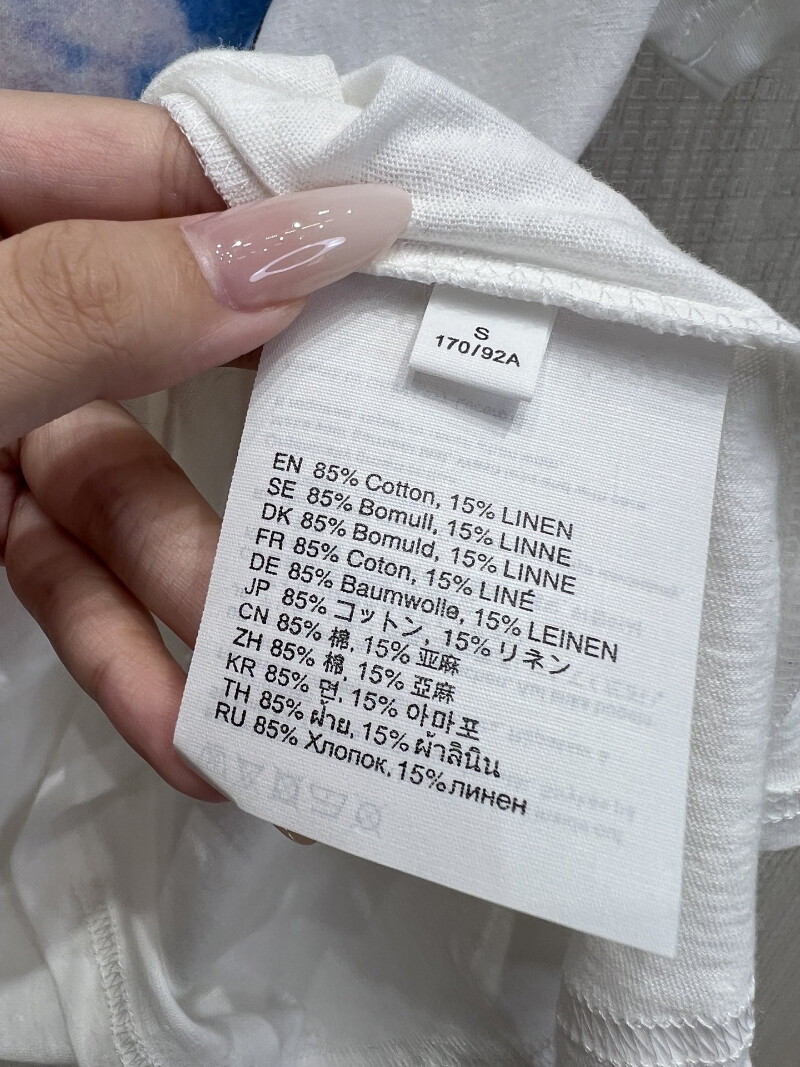 S
170/92A
EN 85% Cotton, 15% LINEN
SE 85% Bomull, 15% LINNE
DK 85% Bomuld, 15% LINNE
FR 85% Coton, 15% LINÉ
DE 85% Baumwolle, 15% LEINEN
JP 85% コットン, 15% リネン
CN 85% 棉, 15% 亚麻
ZH 85% 棉, 15% 亞麻
KR 85% 면, 15% 아마포
TH 85% ฝ้าย, 15% ผ้าลินิน
RU 85% Хлопок, 15% линен